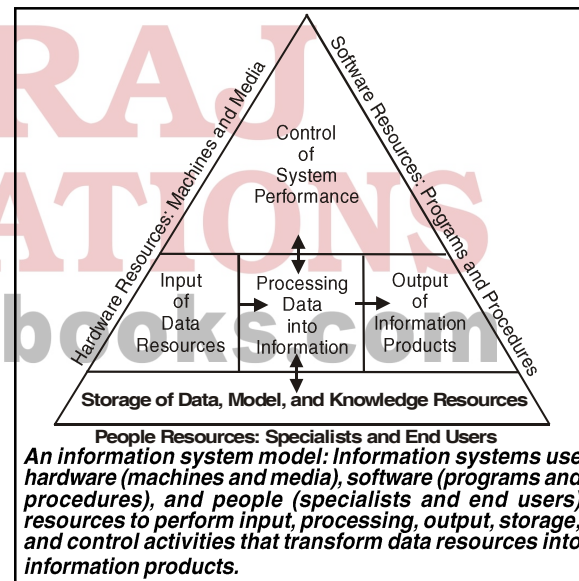 RAJ
ATIONS
books.com
Hardware Resources: Machines and Media
Software Resources: Programs and Procedures
Control
of
System
Performance
Input
of
Data
Resources
Processing
Data
into
Information
Output
of
Information
Products
Storage of Data, Model, and Knowledge Resources
People Resources: Specialists and End Users
An information system model: Information systems use
hardware (machines and media), software (programs and
procedures), and people (specialists and end users)
resources to perform input, processing, output, storage,
and control activities that transform data resources into
information products.